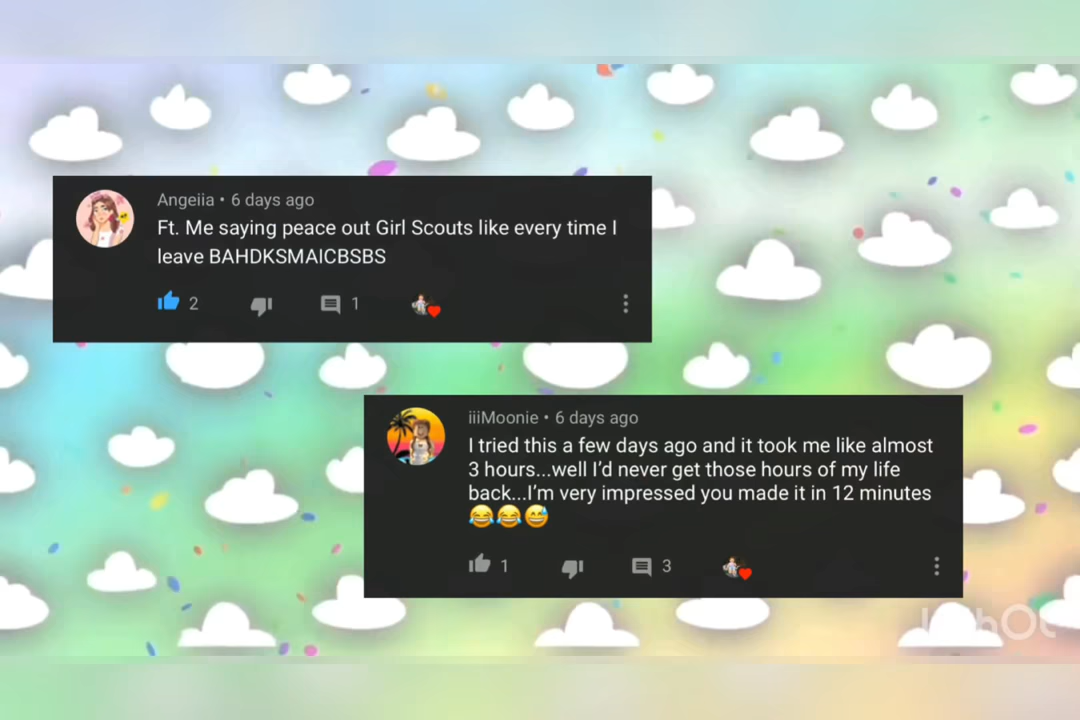 Angeiia • 6 days ago
Ft. Me saying peace out Girl Scouts like every time I
leave BAHDKSMAICBSBS
2
1
iiiMoonie • 6 days ago
I tried this a few days ago and it took me like almost
3 hours...well I'd never get those hours of my life
back...I'm very impressed you made it in 12 minutes
😂😂😅
1
3